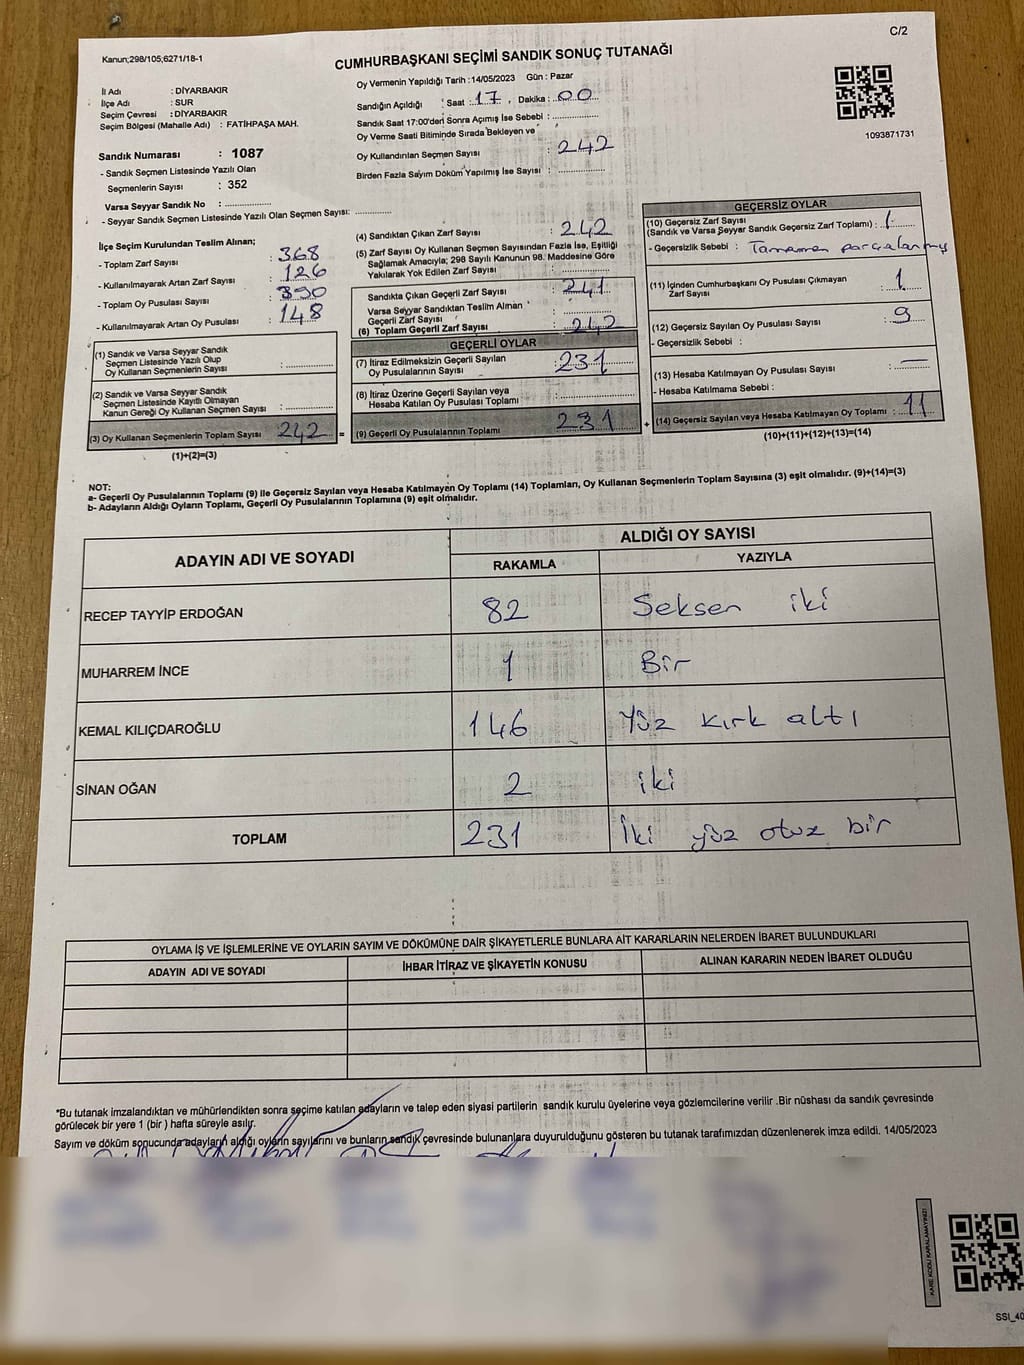 C/2
Kanun;298/105,6271/18-1
CUMHURBAŞKANI SEÇİMİ SANDIK SONUÇ TUTANAĞI
İl Adı : DİYARBAKIR
İlçe Adı : SUR
Seçim Çevresi : DİYARBAKIR
Seçim Bölgesi (Mahalle Adı) : FATİHPAŞA MAH.
Sandık Numarası : 1087
- Sandık Seçmen Listesinde Yazılı Olan
Seçmenlerin Sayısı : 352
Varsa Seyyar Sandık No : ..............
- Seyyar Sandık Seçmen Listesinde Yazılı Olan Seçmen Sayısı: ............
Oy Vermenin Yapıldığı Tarih :14/05/2023 Gün : Pazar
Sandığın Açıldığı : Saat : 17 , Dakika : 00
Sandık Saat 17:00'den Sonra Açımış İse Sebebi : ..............
Oy Verme Saati Bitiminde Sırada Bekleyen ve
Oy Kullandırılan Seçmen Sayısı : 242
Birden Fazla Sayım Döküm Yapılmış İse Sayısı : ..............
1093871731
İlçe Seçim Kurulundan Teslim Alınan;
- Toplam Zarf Sayısı : 368
- Kullanılmayarak Artan Zarf Sayısı : 126
- Toplam Oy Pusulası Sayısı : 390
- Kullanılmayarak Artan Oy Pusulası : 148
(1) Sandık ve Varsa Seyyar Sandık
Seçmen Listesinde Yazılı Olup
Oy Kullanan Seçmenlerin Sayısı : ..............
(2) Sandık ve Varsa Seyyar Sandık
Seçmen Listesinde Kayıtlı Olmayan
Kanun Gereği Oy Kullanan Seçmen Sayısı : ..............
(3) Oy Kullanan Seçmenlerin Toplam Sayısı 242 =
(1)+(2)=(3)
(4) Sandıktan Çıkan Zarf Sayısı : 242
(5) Zarf Sayısı Oy Kullanan Seçmen Sayısından Fazla İse, Eşitliği
Sağlamak Amacıyla; 298 Sayılı Kanunun 98. Maddesine Göre
Yakılarak Yok Edilen Zarf Sayısı : ..............
Sandıkta Çıkan Geçerli Zarf Sayısı : 241
Varsa Seyyar Sandıktan Teslim Alınan
Geçerli Zarf Sayısı : ..............
(6) Toplam Geçerli Zarf Sayısı : 242
GEÇERLİ OYLAR
(7) İtiraz Edilmeksizin Geçerli Sayılan
Oy Pusulalarının Sayısı : 231
(8) İtiraz Üzerine Geçerli Sayılan veya
Hesaba Katılan Oy Pusulası Toplamı : ..............
(9) Geçerli Oy Pusulalarının Toplamı : 231 +
GEÇERSİZ OYLAR
(10) Geçersiz Zarf Sayısı
(Sandık ve Varsa Seyyar Sandık Geçersiz Zarf Toplamı) : 1
- Geçersizlik Sebebi : Tamamen parçalanmış
(11) İçinden Cumhurbaşkanı Oy Pusulası Çıkmayan
Zarf Sayısı : 1
(12) Geçersiz Sayılan Oy Pusulası Sayısı : 9
- Geçersizlik Sebebi :
(13) Hesaba Katılmayan Oy Pusulası Sayısı : —
- Hesaba Katılmama Sebebi :
(14) Geçersiz Sayılan veya Hesaba Katılmayan Oy Toplamı : 11
(10)+(11)+(12)+(13)=(14)
NOT:
a- Geçerli Oy Pusulalarının Toplamı (9) ile Geçersiz Sayılan veya Hesaba Katılmayan Oy Toplamı (14) Toplamları, Oy Kullanan Seçmenlerin Toplam Sayısına (3) eşit olmalıdır. (9)+(14)=(3)
b- Adayların Aldığı Oyların Toplamı, Geçerli Oy Pusulalarının Toplamına (9) eşit olmalıdır.
ADAYIN ADI VE SOYADI
ALDIĞI OY SAYISI
RAKAMLA YAZIYLA
RECEP TAYYİP ERDOĞAN 82 Seksen iki
MUHARREM İNCE 1 Bir
KEMAL KILIÇDAROĞLU 146 Yüz kırk altı
SİNAN OĞAN 2 iki
TOPLAM 231 İki yüz otuz bir
OYLAMA İŞ VE İŞLEMLERİNE VE OYLARIN SAYIM VE DÖKÜMÜNE DAİR ŞİKAYETLERLE BUNLARA AİT KARARLARIN NELERDEN İBARET BULUNDUKLARI
ADAYIN ADI VE SOYADI İHBAR İTİRAZ VE ŞİKAYETİN KONUSU ALINAN KARARIN NEDEN İBARET OLDUĞU
*Bu tutanak imzalandıktan ve mühürlendikten sonra seçime katılan adayların ve talep eden siyasi partilerin sandık kurulu üyelerine veya gözlemcilerine verilir .Bir nüshası da sandık çevresinde
görülecek bir yere 1 (bir ) hafta süreyle asılır.
Sayım ve döküm sonucunda adayların aldığı oyların sayılarını ve bunların sandık çevresinde bulunanlara duyurulduğunu gösteren bu tutanak tarafımızdan düzenlenerek imza edildi. 14/05/2023
KARE KODU KARALAMAYINIZ!
SSI_40